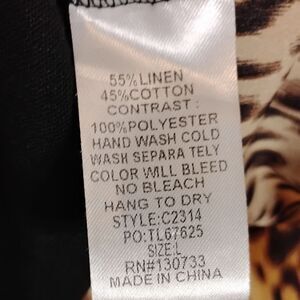 55%LINEN
45%COTTON
CONTRAST :
100%POLYESTER
HAND WASH COLD
WASH SEPARA TELY
COLOR WILL BLEED
NO BLEACH
HANG TO DRY
STYLE:C2314
PO:TL67625
SIZE:L
RN#130733
MADE IN CHINA